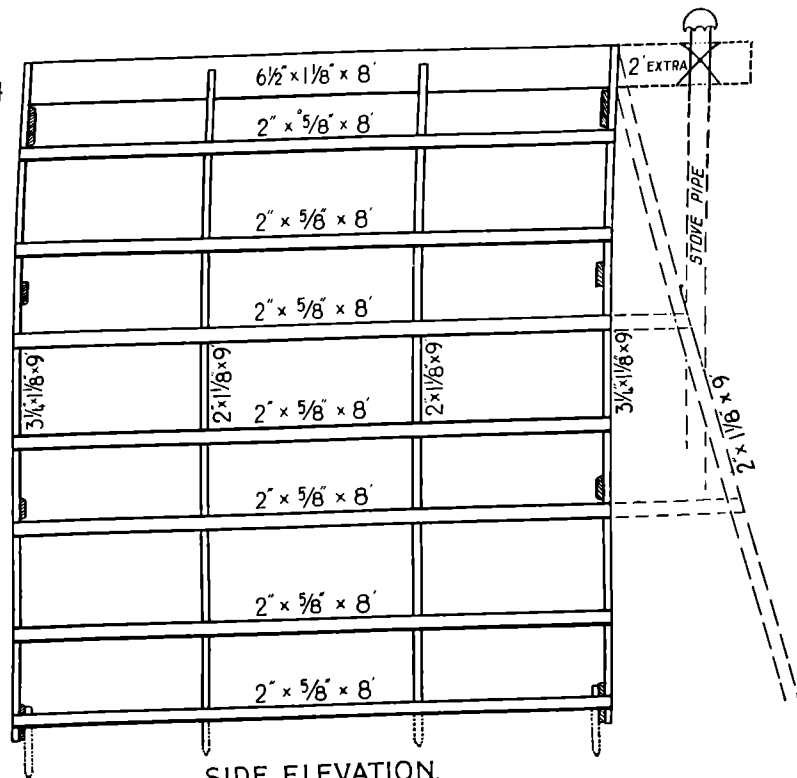 6½" × 1⅛" × 8'
2' EXTRA
2" × 5/8" × 8'
2" × 5/8" × 8'
STOVE PIPE
2" × 5/8" × 8'
3¼" × 1⅛" × 9'
2" × 1⅛" × 9'
2" × 1⅛" × 9'
3¼" × 1⅛" × 9'
2" × 1⅛" × 9'
2" × 5/8" × 8'
2" × 5/8" × 8'
2" × 5/8" × 8'
2" × 5/8" × 8'
SIDE ELEVATION.